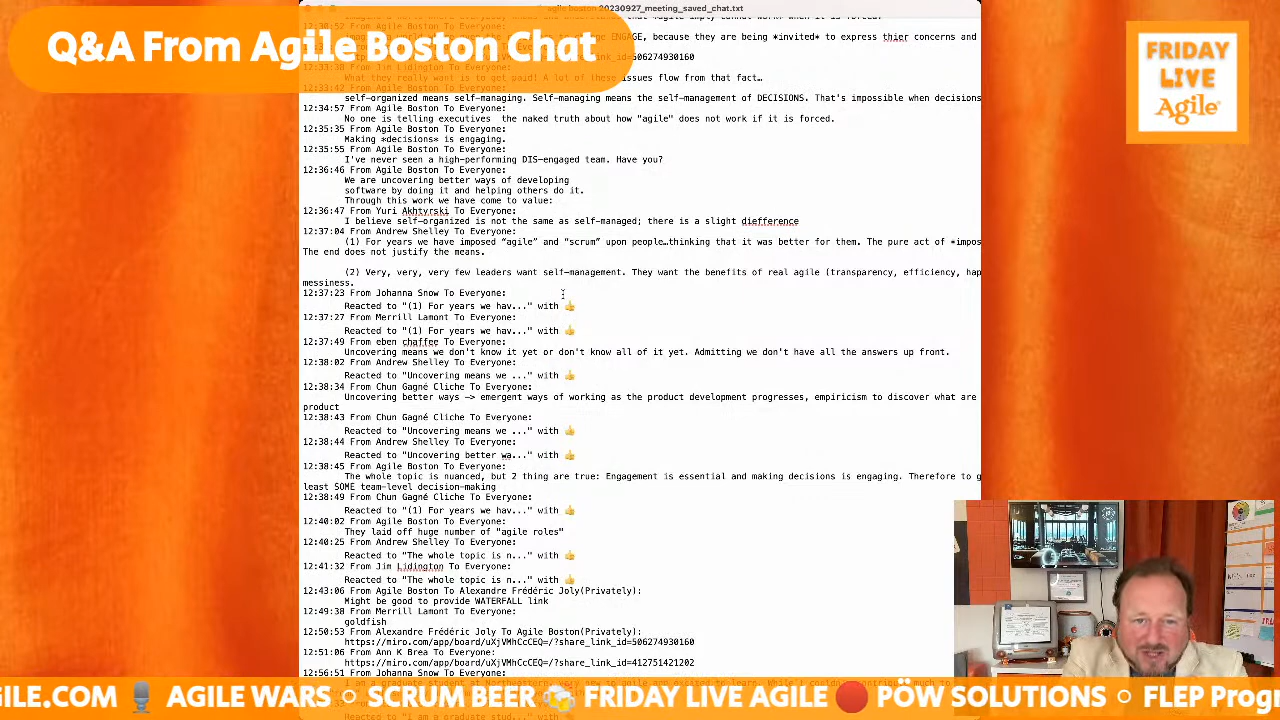 agile boston 20230927_meeting_saved_chat.txt
Q&A From Agile Boston Chat
FRIDAY
LIVE
Agile®
12:30:52
ENGAGE, because they are being *invited* to express thier concerns and
506274930160
12:33:38 From Jim Lidington To Everyone:
What they really want is to get paid! A lot of these issues flow from that fact…
12:33:42
self-organized means self-managing. Self-managing means the self-management of DECISIONS. That's impossible when decisions
12:34:57 From Agile Boston To Everyone:
No one is telling executives  the naked truth about how "agile" does not work if it is forced.
12:35:35 From Agile Boston To Everyone:
Making *decisions* is engaging.
12:35:55 From Agile Boston To Everyone:
I've never seen a high-performing DIS-engaged team. Have you?
12:36:46 From Agile Boston To Everyone:
We are uncovering better ways of developing
software by doing it and helping others do it.
Through this work we have come to value:
12:36:47 From Yuri Akhtyrski To Everyone:
I believe self-organized is not the same as self-managed; there is a slight diefference
12:37:04 From Andrew Shelley To Everyone:
(1) For years we have imposed “agile” and “scrum” upon people…thinking that it was better for them. The pure act of *impos
The end does not justify the means.
(2) Very, very, very few leaders want self-management. They want the benefits of real agile (transparency, efficiency, hap
messiness.
12:37:23 From Johanna Snow To Everyone:
Reacted to "(1) For years we hav..." with 👍
12:37:27 From Merrill Lamont To Everyone:
Reacted to "(1) For years we hav..." with 👍
12:37:49 From eben chaffee To Everyone:
Uncovering means we don't know it yet or don't know all of it yet. Admitting we don't have all the answers up front.
12:38:02 From Andrew Shelley To Everyone:
Reacted to "Uncovering means we ..." with 👍
12:38:34 From Chun Gagné Cliche To Everyone:
Uncovering better ways —> emergent ways of working as the product development progresses, empiricism to discover what are
product
12:38:43 From Chun Gagné Cliche To Everyone:
Reacted to "Uncovering means we ..." with 👍
12:38:44 From Andrew Shelley To Everyone:
Reacted to "Uncovering better wa..." with 👍
12:38:45 From Agile Boston To Everyone:
The whole topic is nuanced, but 2 thing are true: Engagement is essential and making decisions is engaging. Therefore to g
least SOME team-level decision-making
12:38:49 From Chun Gagné Cliche To Everyone:
Reacted to "(1) For years we hav..." with 👍
12:40:02 From Agile Boston To Everyone:
They laid off huge number of "agile roles"
12:40:25 From Andrew Shelley To Everyone:
Reacted to "The whole topic is n..." with 👍
12:41:32 From Jim Lidington To Everyone:
Reacted to "The whole topic is n..." with 👍
12:43:06 From Agile Boston To Alexandre Frédéric Joly(Privately):
Might be good to provide WATERFALL link
12:49:38 From Merrill Lamont To Everyone:
goldfish
12:50:53 From Alexandre Frédéric Joly To Agile Boston(Privately):
https://miro.com/app/board/uXjVMhCcCEQ=/?share_link_id=506274930160
12:51:06 From Ann K Brea To Everyone:
https://miro.com/app/board/uXjVMhCcCEQ=/?share_link_id=412751421202
12:56:51 From Johanna Snow To Everyone:
GILE.COM 🎙️ AGILE WARS ○ SCRUM BEER 🍻 FRIDAY LIVE AGILE 🔴 PÖW SOLUTIONS ○ FLEP Progr
Reacted to "I am a graduate stud..." with